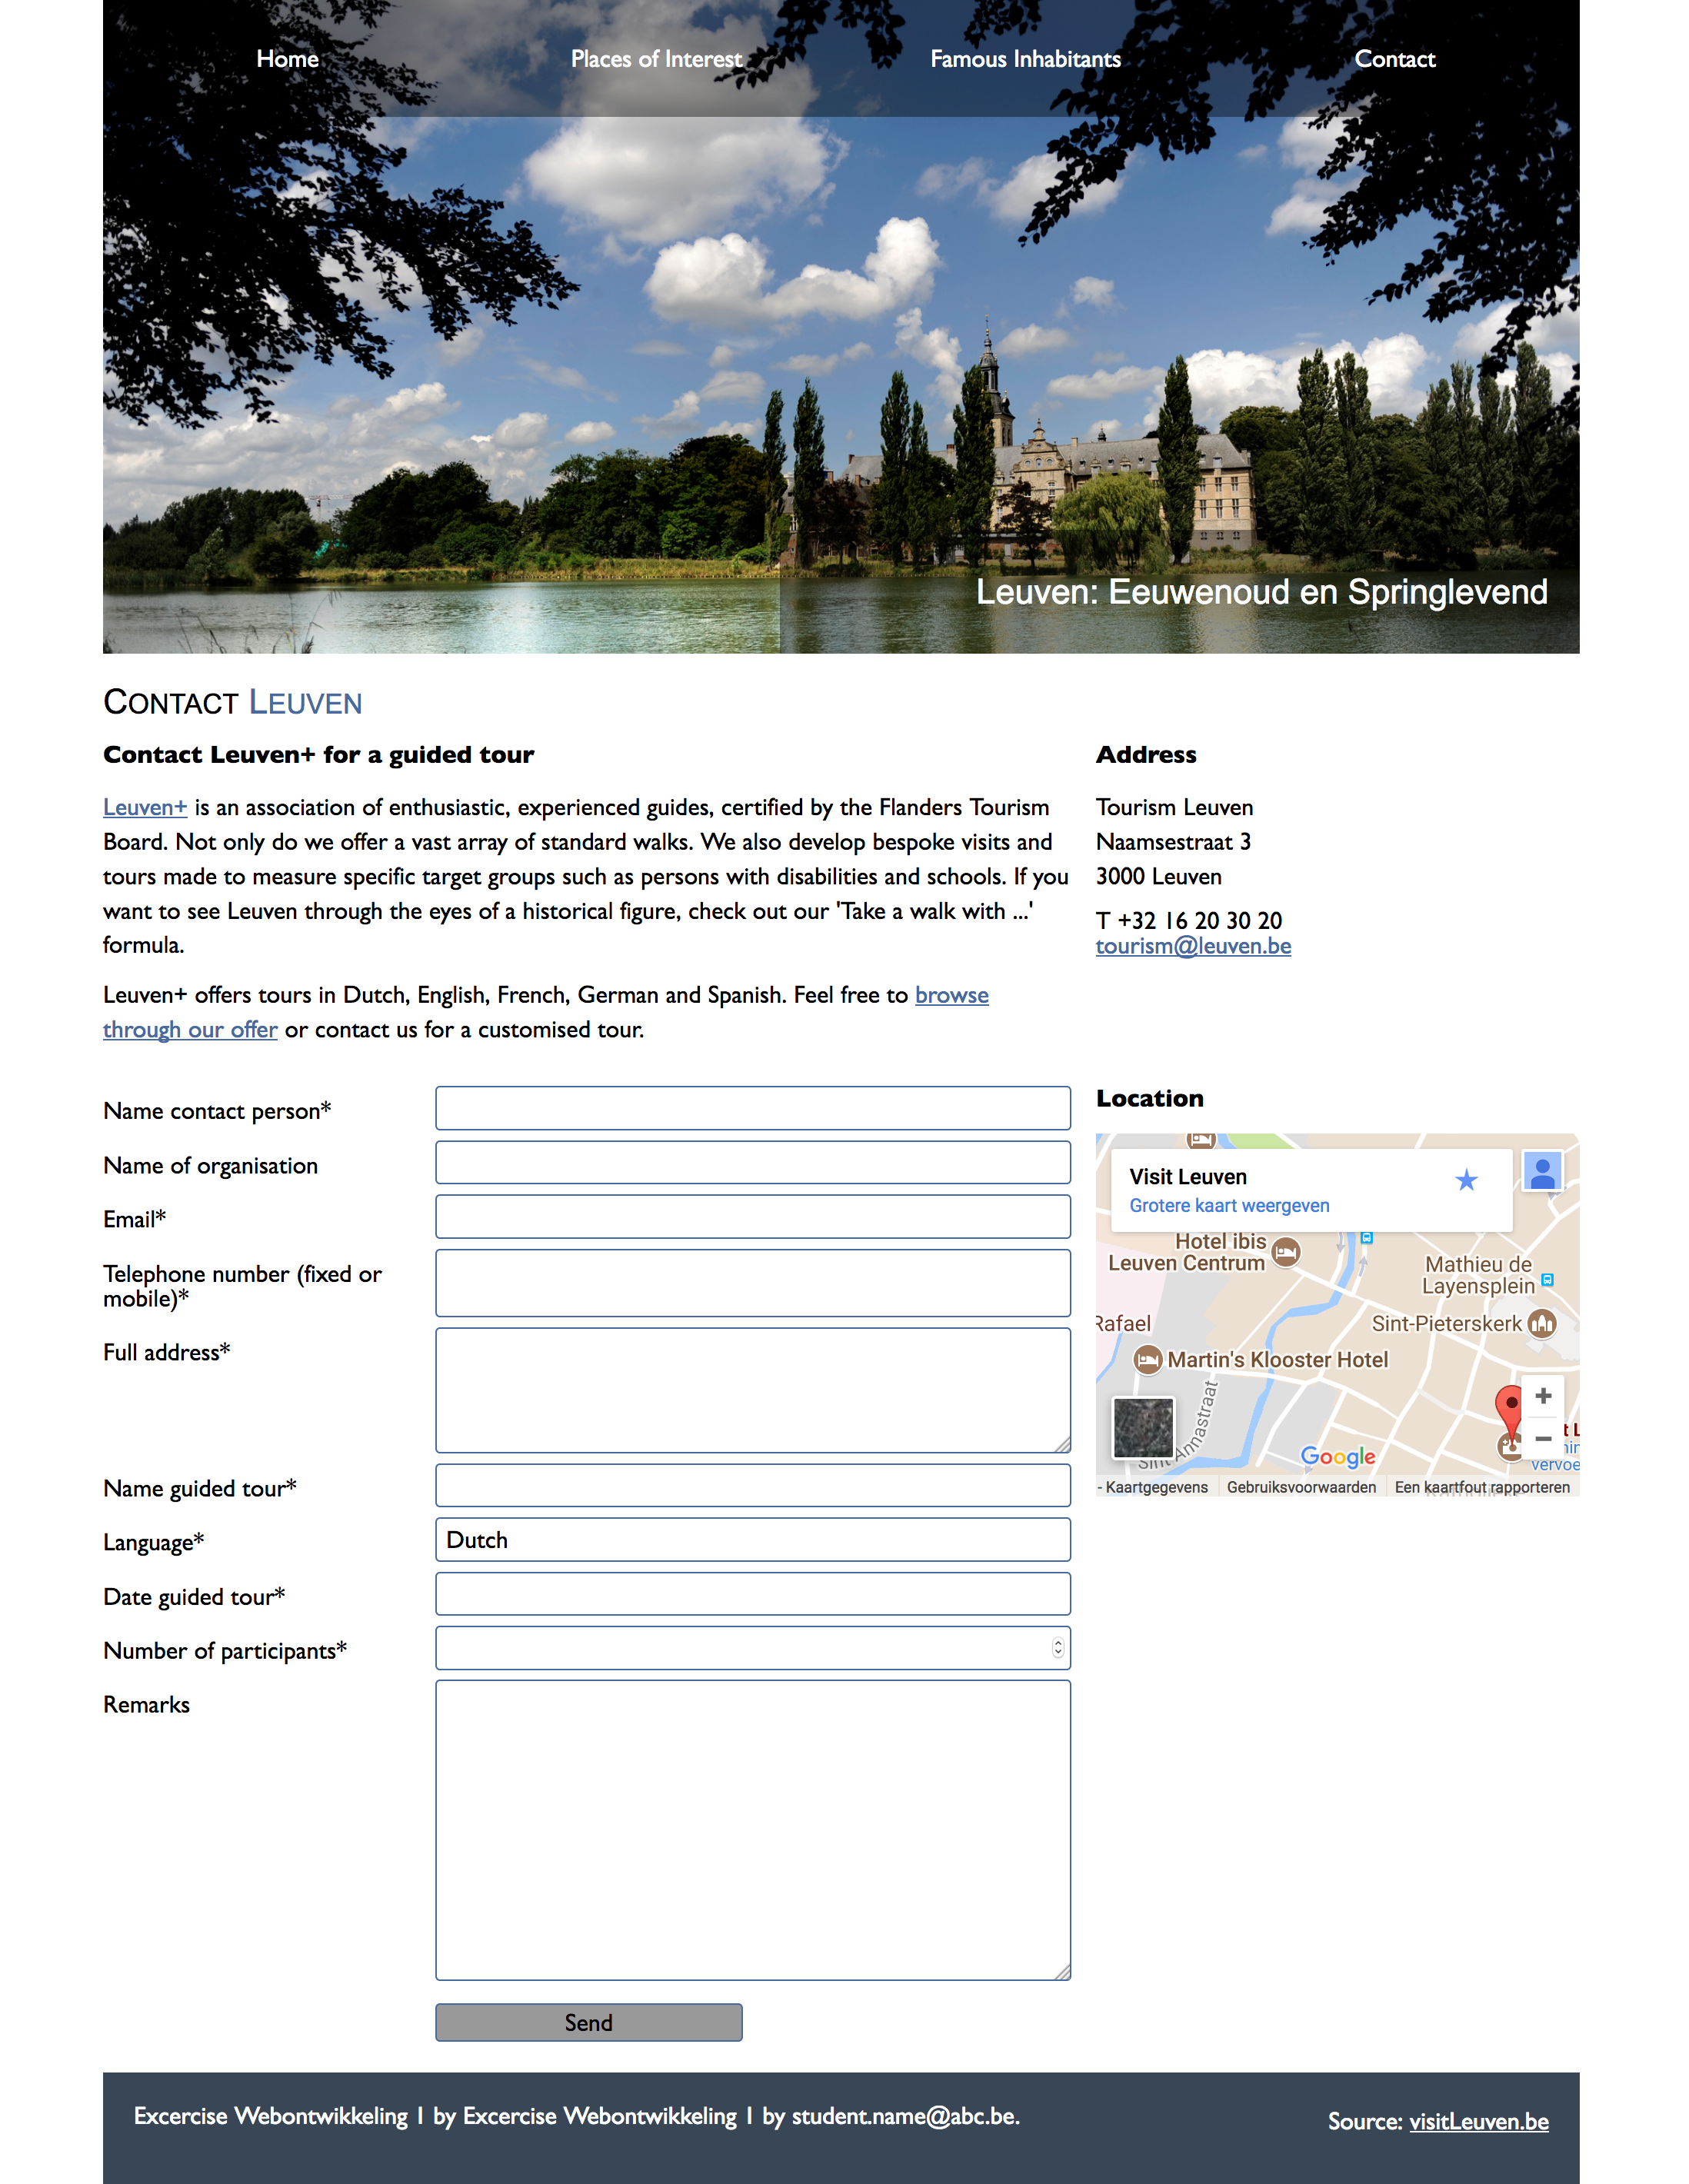 Home Places of Interest Famous Inhabitants Contact
Leuven: Eeuwenoud en Springlevend
Contact Leuven
Contact Leuven+ for a guided tour
Leuven+ is an association of enthusiastic, experienced guides, certified by the Flanders Tourism
Board. Not only do we offer a vast array of standard walks. We also develop bespoke visits and
tours made to measure specific target groups such as persons with disabilities and schools. If you
want to see Leuven through the eyes of a historical figure, check out our 'Take a walk with ...'
formula.
Leuven+ offers tours in Dutch, English, French, German and Spanish. Feel free to browse
through our offer or contact us for a customised tour.
Address
Tourism Leuven
Naamsestraat 3
3000 Leuven
T +32 16 20 30 20
tourism@leuven.be
Name contact person*
Name of organisation
Email*
Telephone number (fixed or
mobile)*
Full address*
Name guided tour*
Language*
Dutch
Date guided tour*
Number of participants*
Remarks
Send
Location
Visit Leuven
Grotere kaart weergeven
Hotel ibis
Leuven Centrum
Mathieu de
Layensplein
Rafael
Sint-Pieterskerk
Martin's Klooster Hotel
Sint Annastraat
Google
- Kaartgegevens Gebruiksvoorwaarden Een kaartfout rapporteren
Excercise Webontwikkeling 1 by Excercise Webontwikkeling 1 by student.name@abc.be.
Source: visitLeuven.be